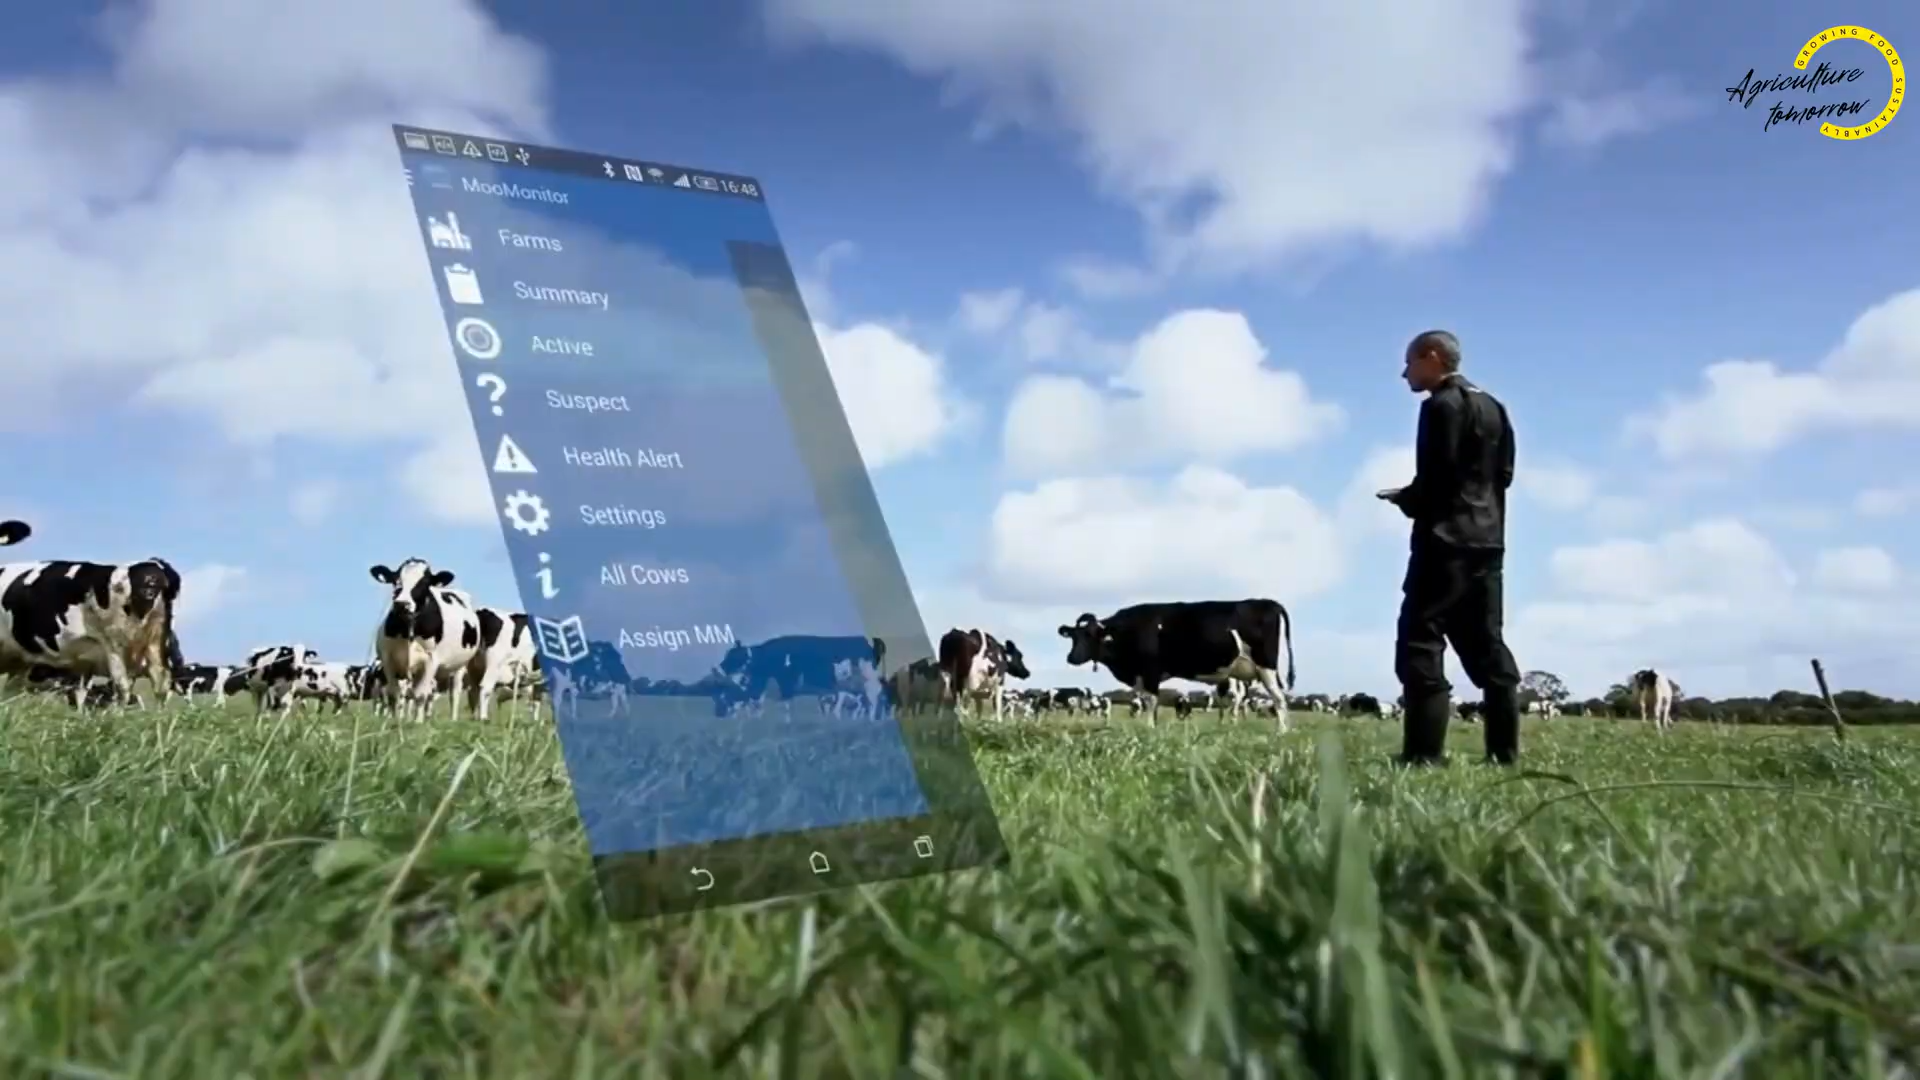 GROWING FOOD SUSTAINABLY
Agriculture
tomorrow
16:48
MooMonitor
Farms
Summary
Active
Suspect
Health Alert
Settings
All Cows
Assign MM